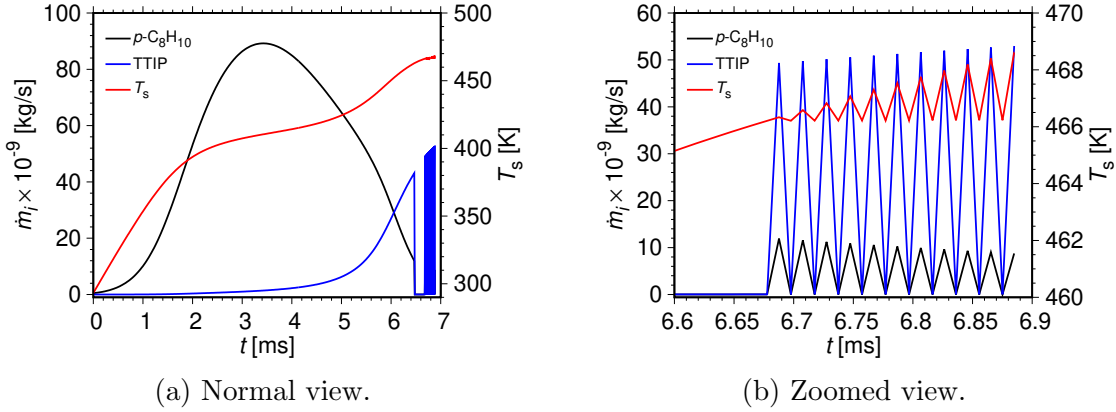 100
80
60
40
20
0
ṁi × 10⁻⁹ [kg/s]
p-C₈H₁₀
TTIP
Tₛ
500
450
400
350
300
Tₛ [K]
0 1 2 3 4 5 6 7
t [ms]
(a) Normal view.
60
50
40
30
20
10
0
ṁi × 10⁻⁹ [kg/s]
p-C₈H₁₀
TTIP
Tₛ
470
468
466
464
462
460
Tₛ [K]
6.6 6.65 6.7 6.75 6.8 6.85 6.9
t [ms]
(b) Zoomed view.